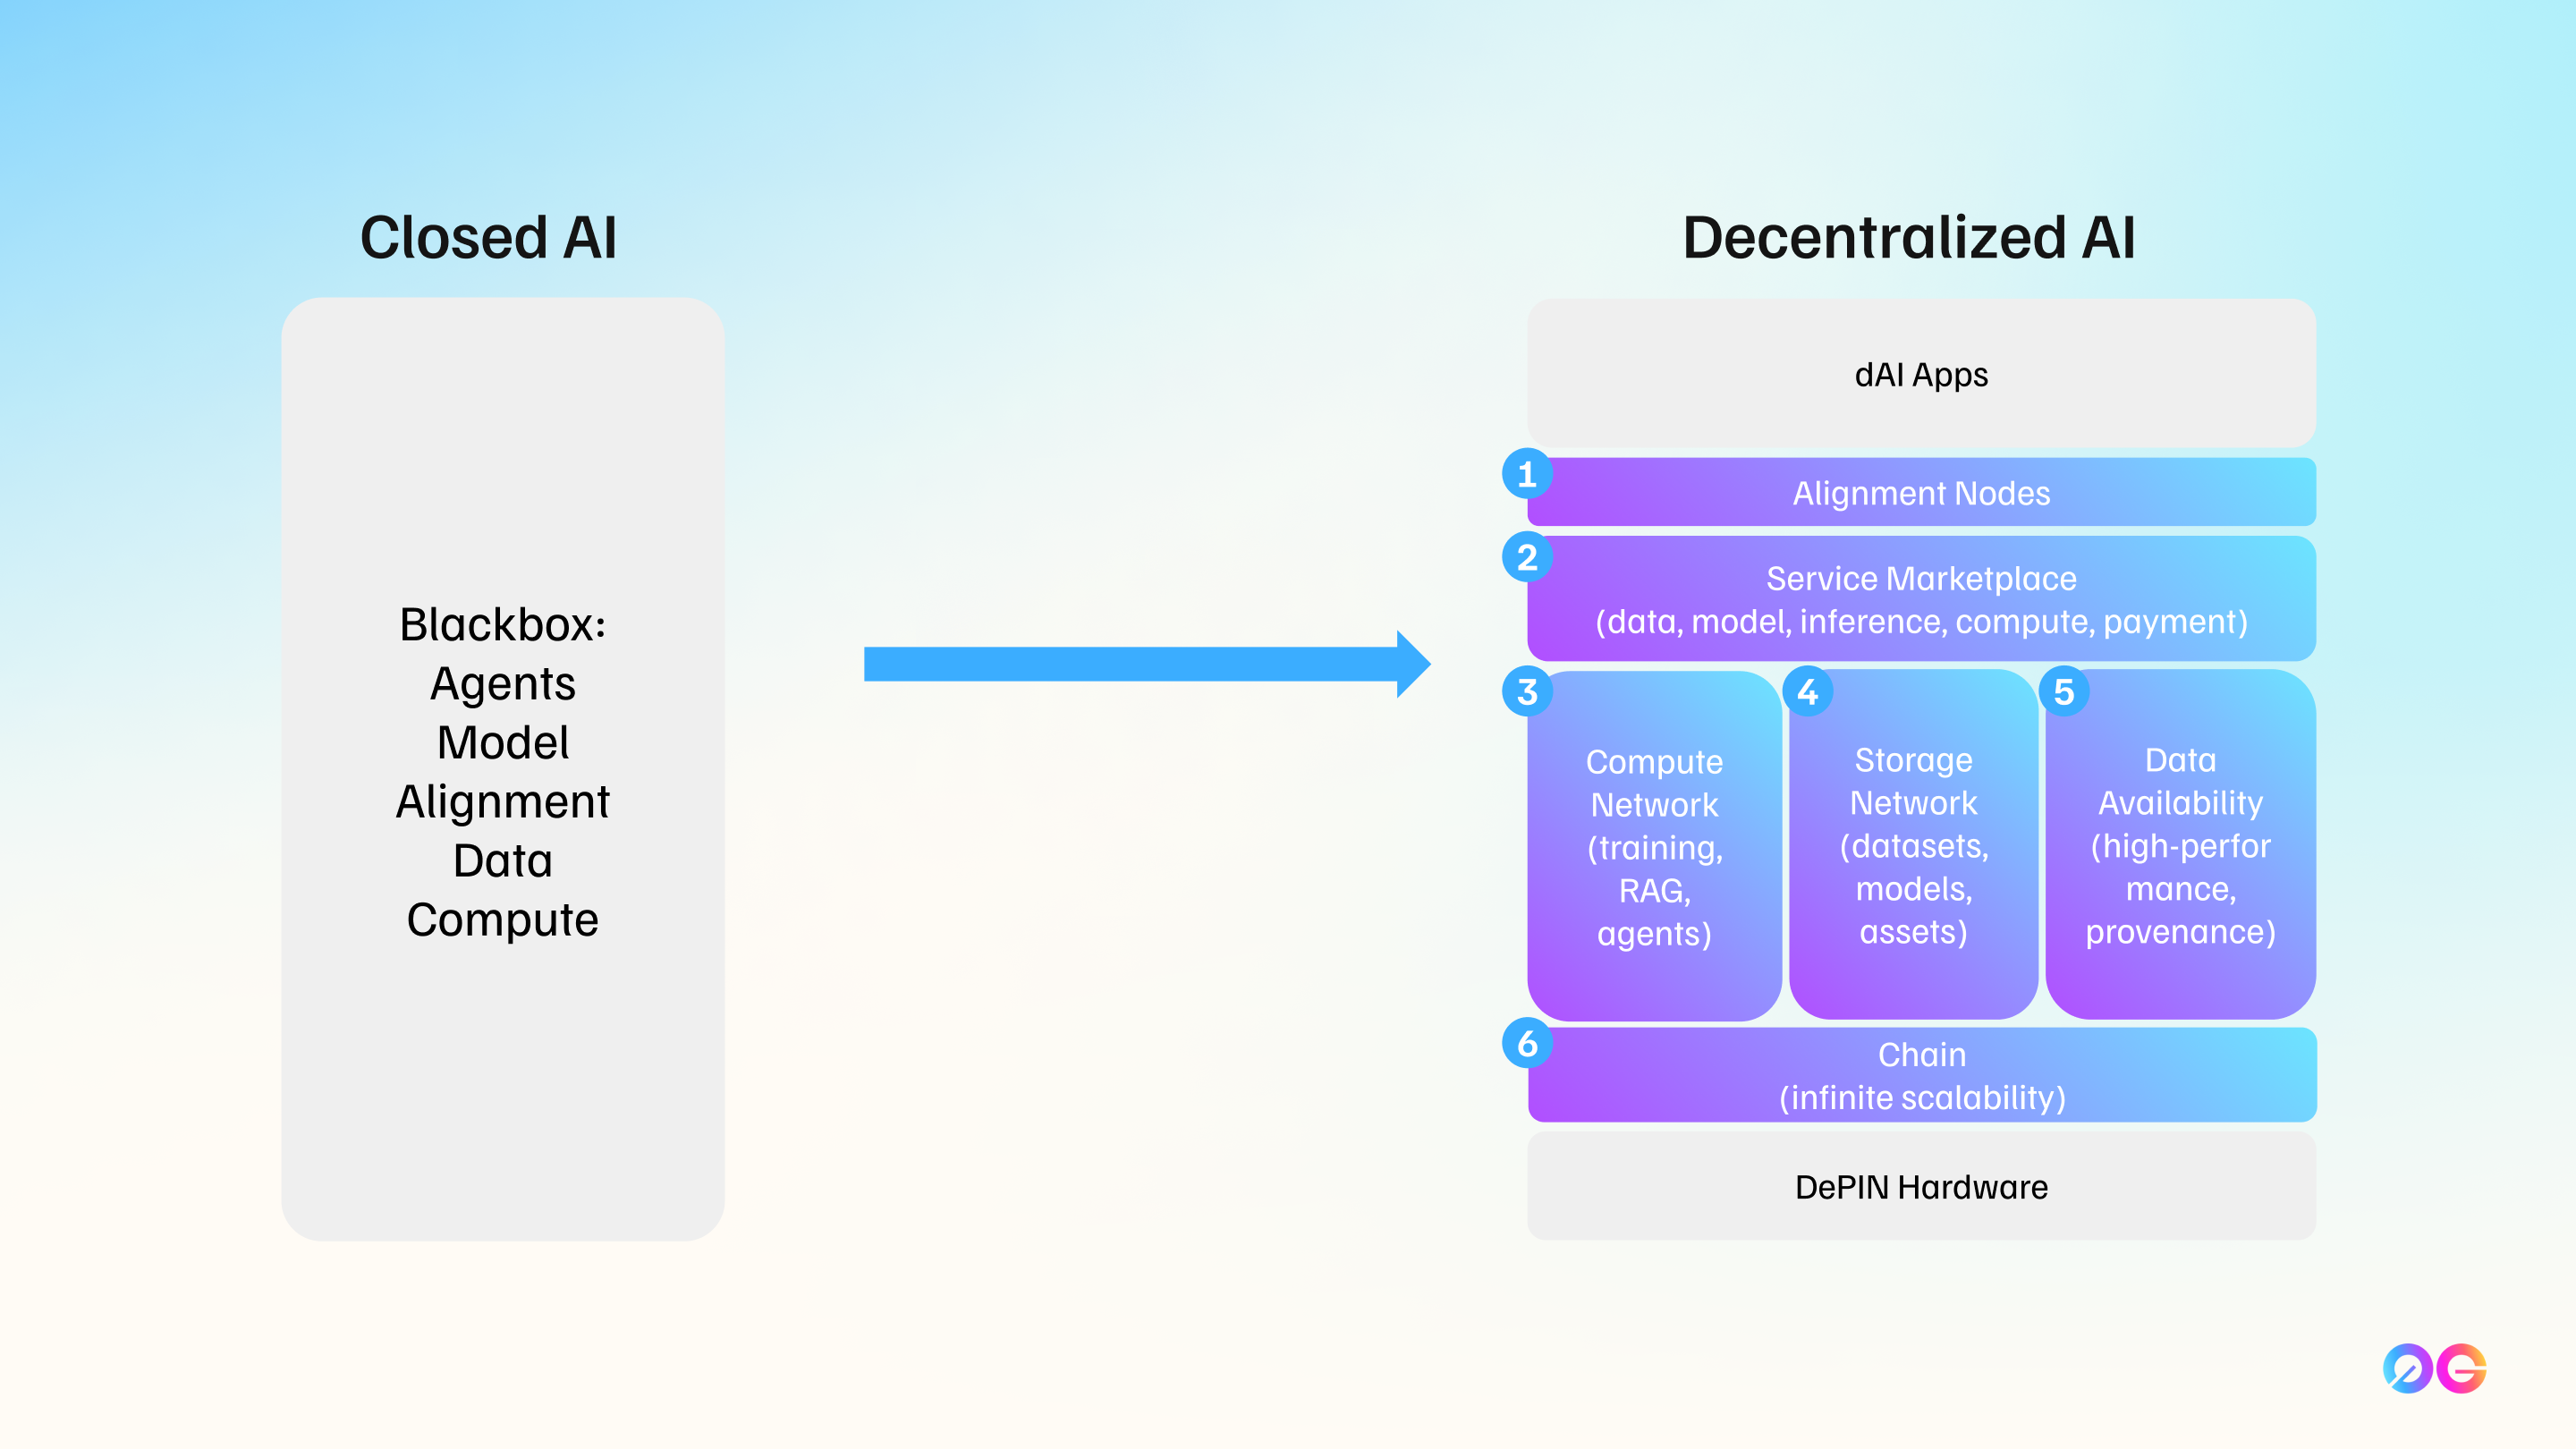 Closed AI
Blackbox:
Agents
Model
Alignment
Data
Compute
Decentralized AI
dAI Apps
1
Alignment Nodes
2
Service Marketplace
(data, model, inference, compute, payment)
3
Compute
Network
(training,
RAG,
agents)
4
Storage
Network
(datasets,
models,
assets)
5
Data
Availability
(high-perfor
mance,
provenance)
6
Chain
(infinite scalability)
DePIN Hardware
0G